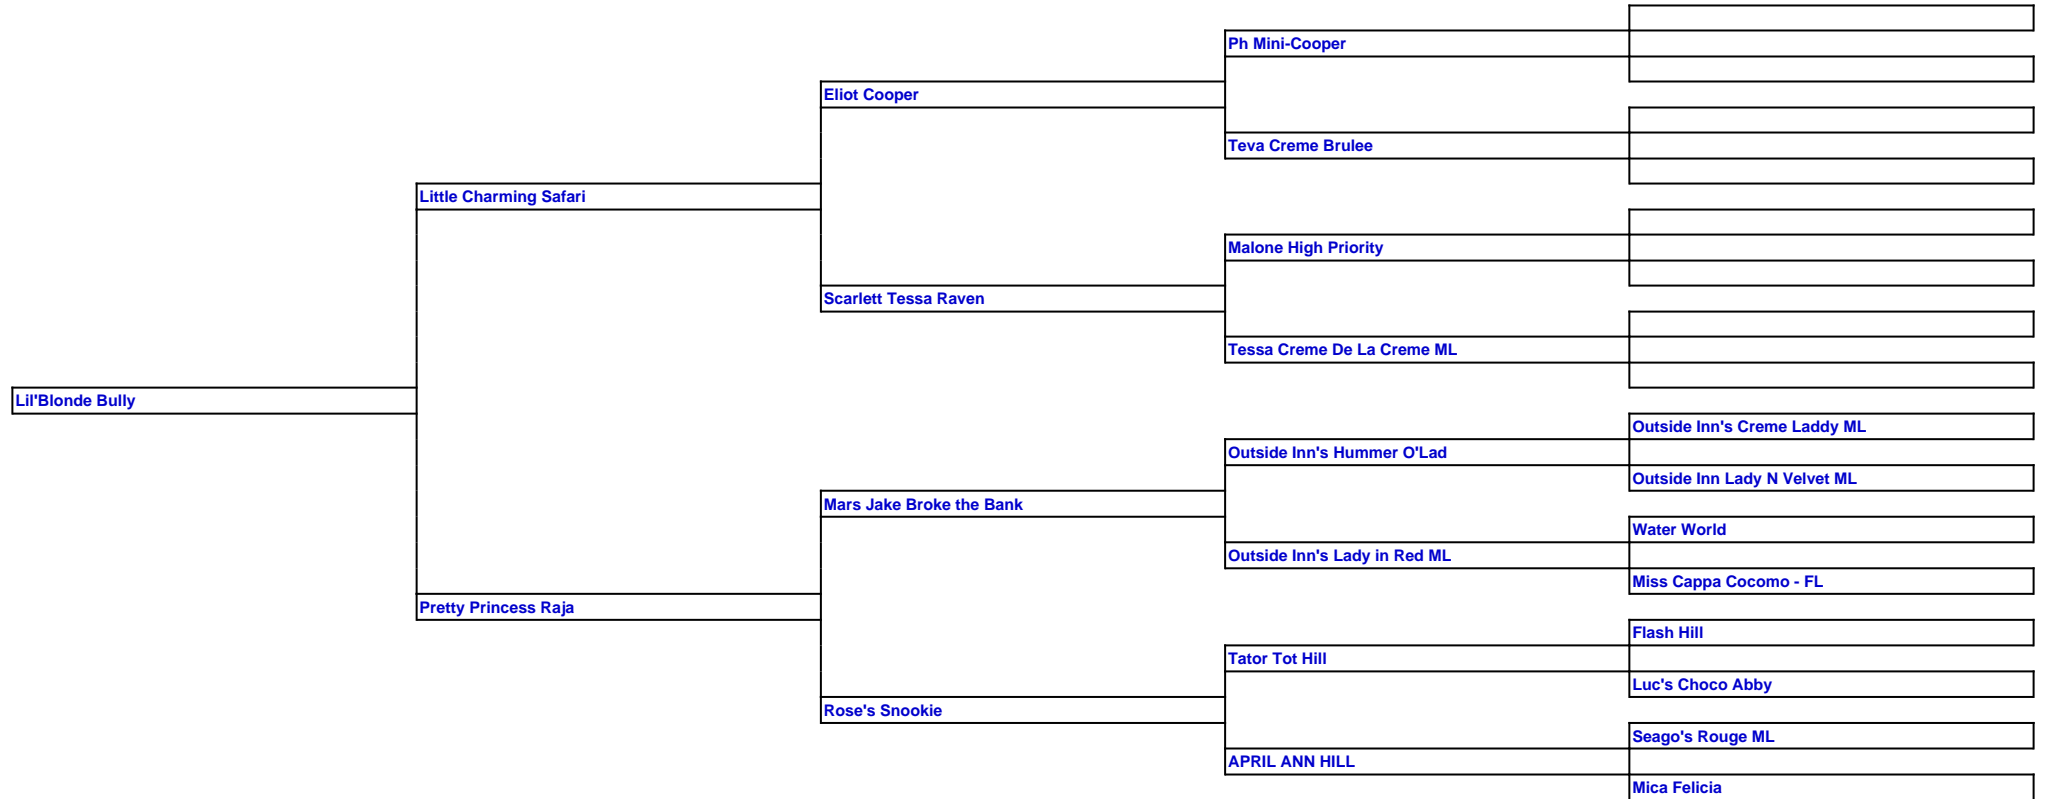 Ph Mini-Cooper
Eliot Cooper
Teva Creme Brulee
Little Charming Safari
Malone High Priority
Scarlett Tessa Raven
Tessa Creme De La Creme ML
Lil'Blonde Bully
Outside Inn's Creme Laddy ML
Outside Inn's Hummer O'Lad
Outside Inn Lady N Velvet ML
Mars Jake Broke the Bank
Water World
Outside Inn's Lady in Red ML
Miss Cappa Cocomo - FL
Pretty Princess Raja
Flash Hill
Tator Tot Hill
Luc's Choco Abby
Rose's Snookie
Seago's Rouge ML
APRIL ANN HILL
Mica Felicia